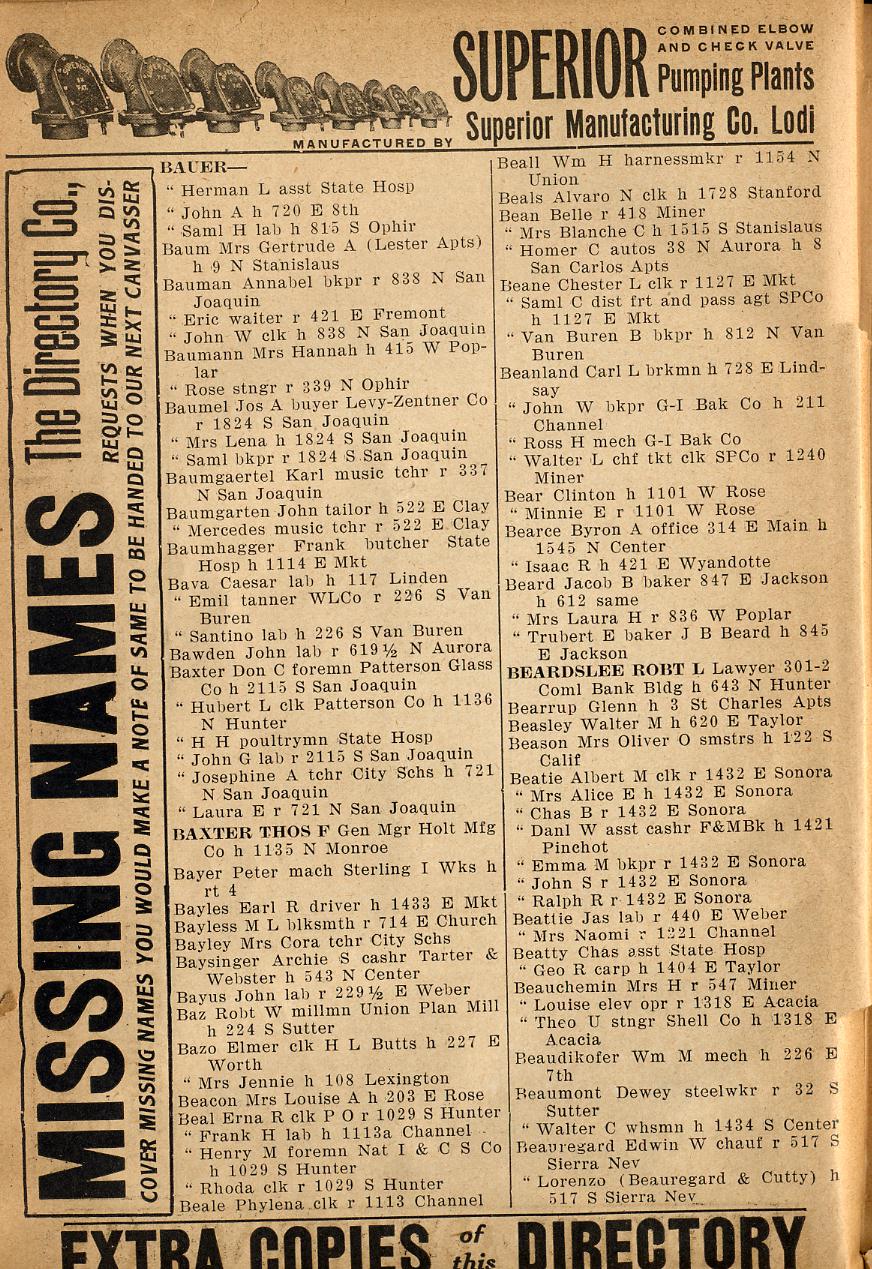 SUPERIOR COMBINED ELBOW
AND CHECK VALVE
Pumping Plants
MANUFACTURED BY Superior Manufacturing Co. Lodi
MISSING NAMES The Directory Co.,
REQUESTS WHEN YOU DIS-
COVER MISSING NAMES YOU WOULD MAKE A NOTE OF SAME TO BE HANDED TO OUR NEXT CANVASSER
BAUER—
“ Herman L asst State Hosp
“ John A h 720 E 8th
“ Saml H lab h 815 S Ophir
Baum Mrs Gertrude A (Lester Apts)
h 9 N Stanislaus
Bauman Annabel bkpr r 838 N San
Joaquin
“ Eric waiter r 421 E Fremont
“ John W clk h 838 N San Joaquin
Baumann Mrs Hannah h 415 W Pop-
lar
“ Rose stngr r 339 N Ophir
Baumel Jos A buyer Levy-Zentner Co
r 1824 S San Joaquin
“ Mrs Lena h 1824 S San Joaquin
“ Saml bkpr r 1824 S San Joaquin
Baumgaertel Karl music tchr r 337
N San Joaquin
Baumgarten John tailor h 522 E Clay
“ Mercedes music tchr r 522 E Clay
Baumhagger Frank butcher State
Hosp h 1114 E Mkt
Bava Caesar lab h 117 Linden
“ Emil tanner WLCo r 226 S Van
Buren
“ Santino lab h 226 S Van Buren
Bawden John lab r 619½ N Aurora
Baxter Don C foremn Patterson Glass
Co h 2115 S San Joaquin
“ Hubert L clk Patterson Co h 1136
N Hunter
“ H H poultrymn State Hosp
“ John G lab r 2115 S San Joaquin
“ Josephine A tchr City Schs h 721
N San Joaquin
“ Laura E r 721 N San Joaquin
BAXTER THOS F Gen Mgr Holt Mfg
Co h 1135 N Monroe
Bayer Peter mach Sterling I Wks h
rt 4
Bayles Earl R driver h 1433 E Mkt
Bayless M L blksmth r 714 E Church
Bayley Mrs Cora tchr City Schs
Baysinger Archie S cashr Tarter &
Webster h 543 N Center
Bayus John lab r 229½ E Weber
Baz Robt W millmn Union Plan Mill
h 224 S Sutter
Bazo Elmer clk H L Butts h 227 E
Worth
“ Mrs Jennie h 108 Lexington
Beacon Mrs Louise A h 203 E Rose
Beal Erna R clk P O r 1029 S Hunter
“ Frank H lab h 1113a Channel
“ Henry M foremn Nat I & C S Co
h 1029 S Hunter
“ Rhoda clk r 1029 S Hunter
Beale Phylena clk r 1113 Channel
Beall Wm H harnessmkr r 1154 N
Union
Beals Alvaro N clk h 1728 Stanford
Bean Belle r 418 Miner
“ Mrs Blanche C h 1515 S Stanislaus
“ Homer C autos 38 N Aurora h 8
San Carlos Apts
Beane Chester L clk r 1127 E Mkt
“ Saml C dist frt and pass agt SPCo
h 1127 E Mkt
“ Van Buren B bkpr h 812 N Van
Buren
Beanland Carl L brkmn h 728 E Lind-
say
“ John W bkpr G-I Bak Co h 211
Channel
“ Ross H mech G-I Bak Co
“ Walter L chf tkt clk SPCo r 1240
Miner
Bear Clinton h 1101 W Rose
“ Minnie E r 1101 W Rose
Bearce Byron A office 314 E Main h
1545 N Center
“ Isaac R h 421 E Wyandotte
Beard Jacob B baker 847 E Jackson
h 612 same
“ Mrs Laura H r 836 W Poplar
“ Trubert E baker J B Beard h 845
E Jackson
BEARDSLEE ROBT L Lawyer 301-2
Coml Bank Bldg h 643 N Hunter
Bearrup Glenn h 3 St Charles Apts
Beasley Walter M h 620 E Taylor
Beason Mrs Oliver O smstrs h 122 S
Calif
Beatie Albert M clk r 1432 E Sonora
“ Mrs Alice E h 1432 E Sonora
“ Chas B r 1432 E Sonora
“ Danl W asst cashr F&MBk h 1421
Pinchot
“ Emma M bkpr r 1432 E Sonora
“ John S r 1432 E Sonora
“ Ralph R r 1432 E Sonora
Beattie Jas lab r 440 E Weber
“ Mrs Naomi r 1221 Channel
Beatty Chas asst State Hosp
“ Geo R carp h 1404 E Taylor
Beauchemin Mrs H r 547 Miner
“ Louise elev opr r 1318 E Acacia
“ Theo U stngr Shell Co h 1318 E
Acacia
Beaudikofer Wm M mech h 226 E
7th
Beaumont Dewey steelwkr r 32 S
Sutter
“ Walter C whsmn h 1434 S Center
Beauregard Edwin W chauf r 517 S
Sierra Nev
“ Lorenzo (Beauregard & Cutty) h
517 S Sierra Nev
EXTRA COPIES of this DIRECTORY